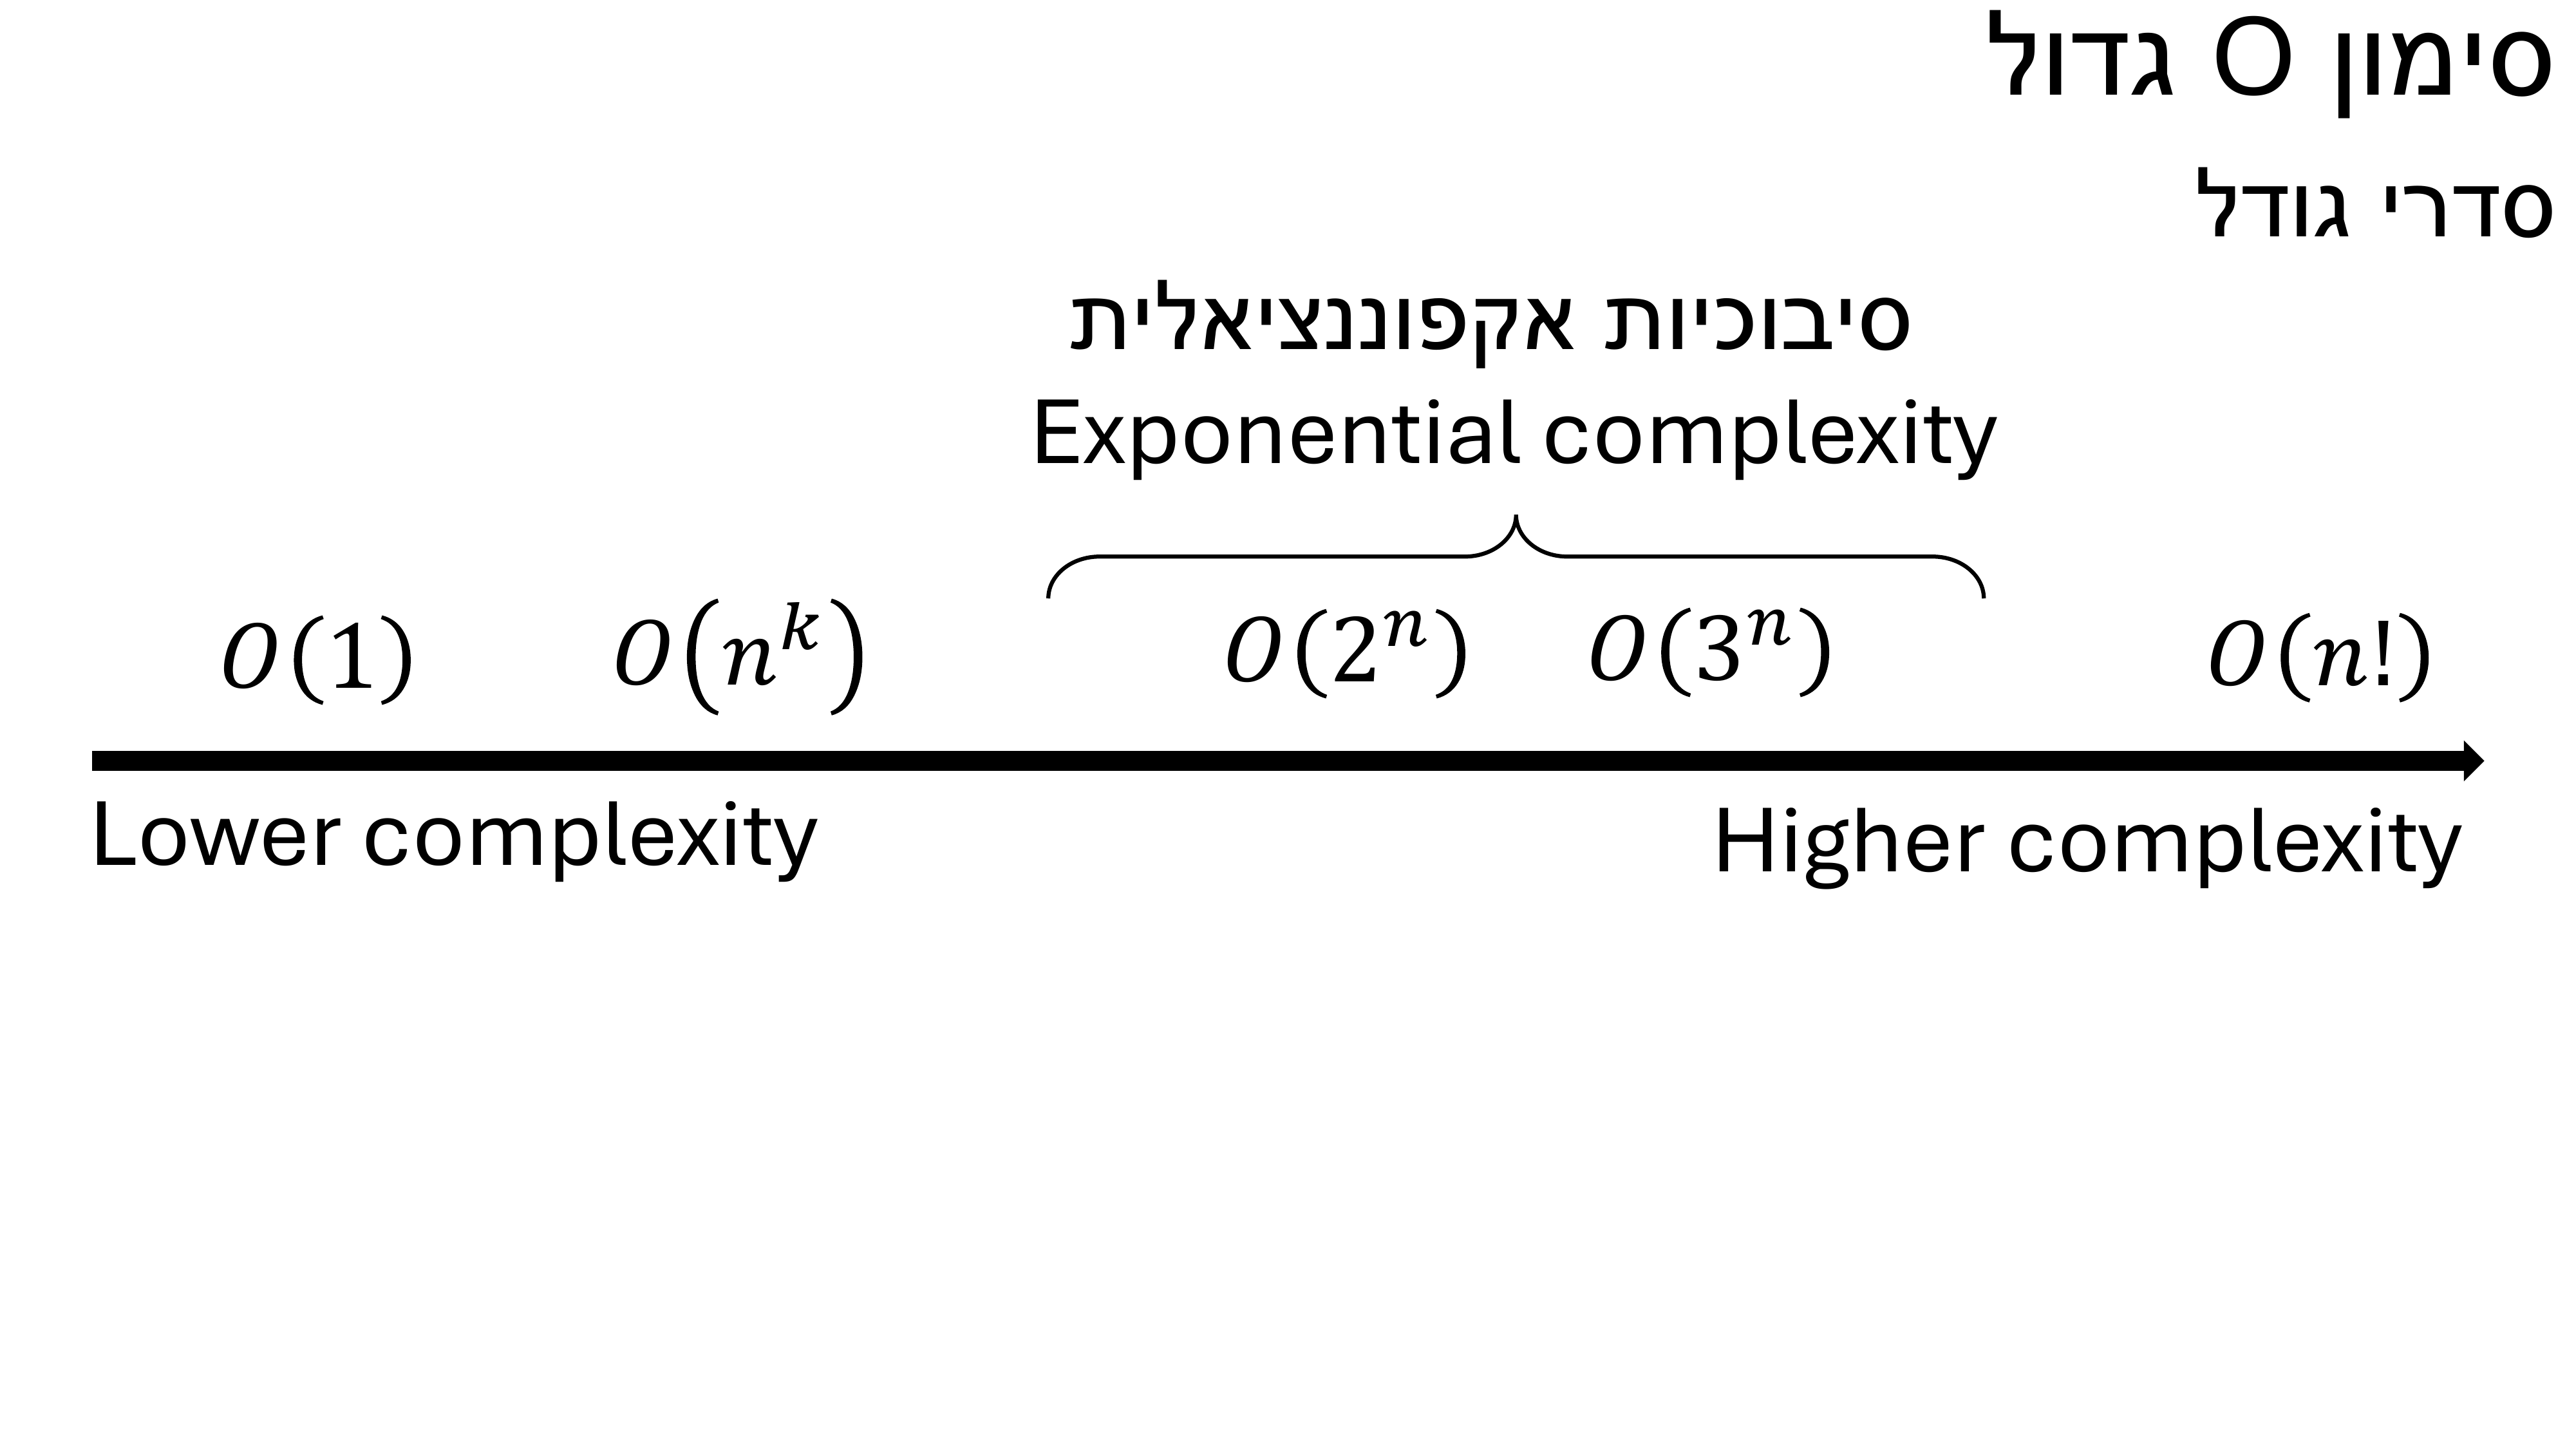 סימון O גדול
סדרי גודל
סיבוכיות אקפוננציאלית
Exponential complexity
O(1) O(n^k) O(2^n) O(3^n) O(n!)
Lower complexity Higher complexity